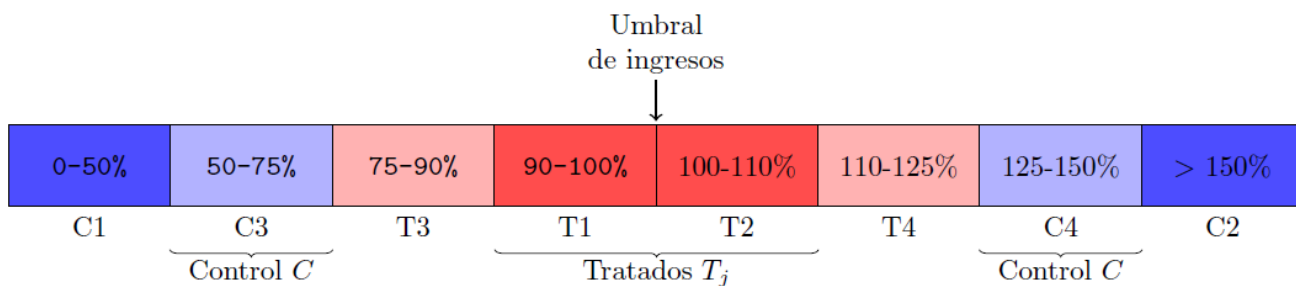 Umbral
de ingresos
0-50% 50-75% 75-90% 90-100% 100-110% 110-125% 125-150% > 150%
C1 C3 T3 T1 T2 T4 C4 C2
Control C Tratados T_j Control C